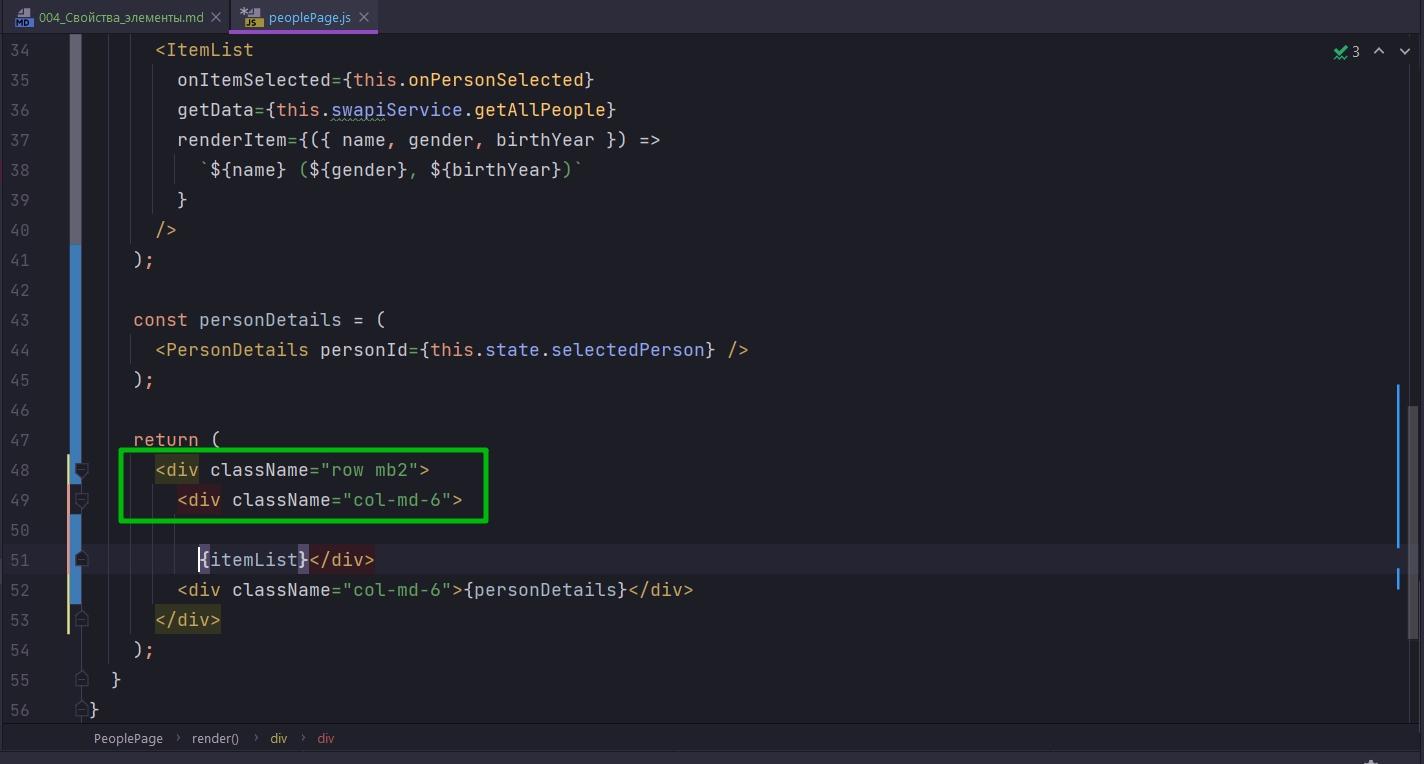 004_Свойства_элементы.md peoplePage.js
34 <ItemList 3
35 onItemSelected={this.onPersonSelected}
36 getData={this.swapiService.getAllPeople}
37 renderItem={({ name, gender, birthYear }) =>
38 `${name} (${gender}, ${birthYear})`
39 }
40 />
41 );
42
43 const personDetails = (
44 <PersonDetails personId={this.state.selectedPerson} />
45 );
46
47 return (
48 <div className="row mb2">
49 <div className="col-md-6">
50
51 {itemList}</div>
52 <div className="col-md-6">{personDetails}</div>
53 </div>
54 );
55 }
56 }
PeoplePage › render() › div › div